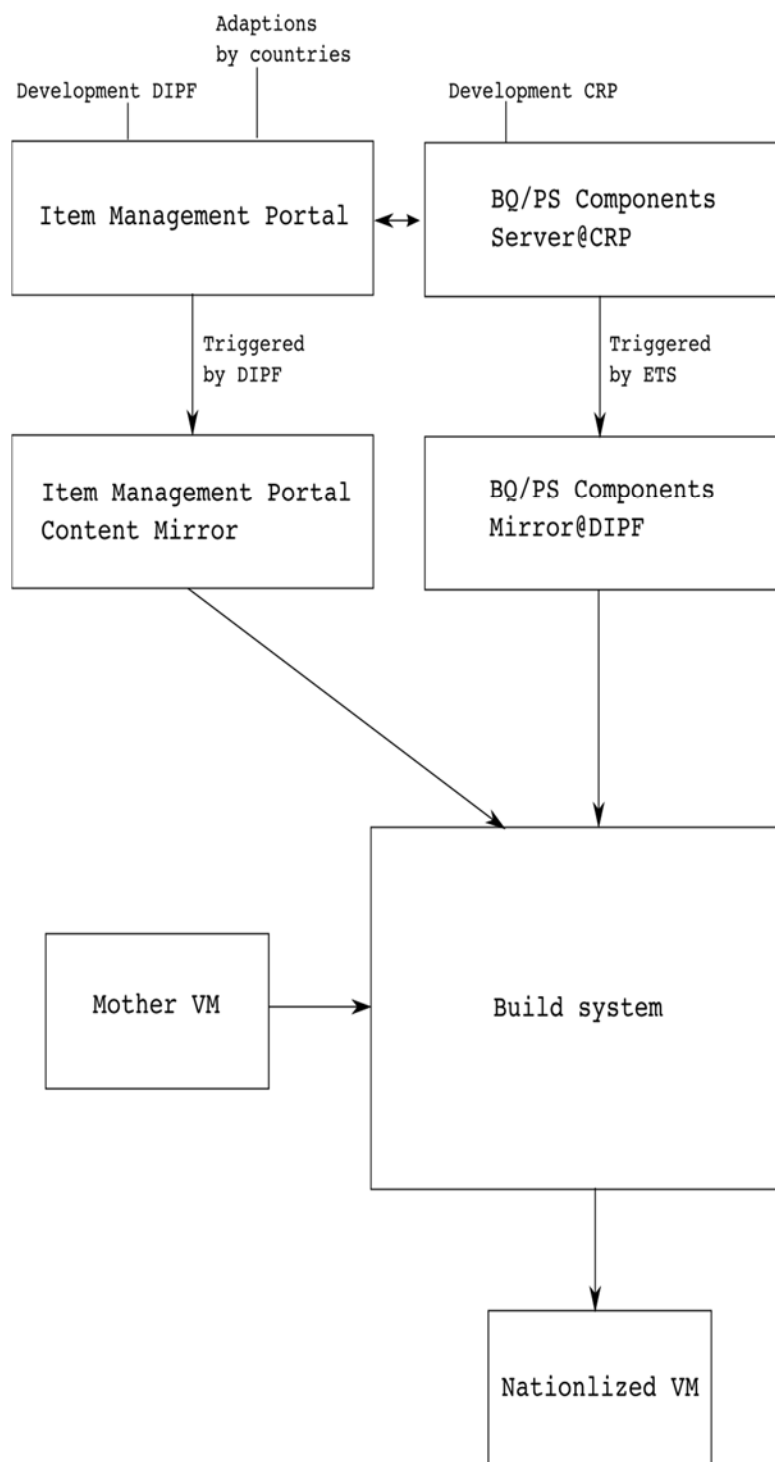 Adaptions
by countries
Development DIPF
Development CRP
Item Management Portal
BQ/PS Components
Server@CRP
Triggered
by DIPF
Triggered
by ETS
Item Management Portal
Content Mirror
BQ/PS Components
Mirror@DIPF
Mother VM
Build system
Nationlized VM